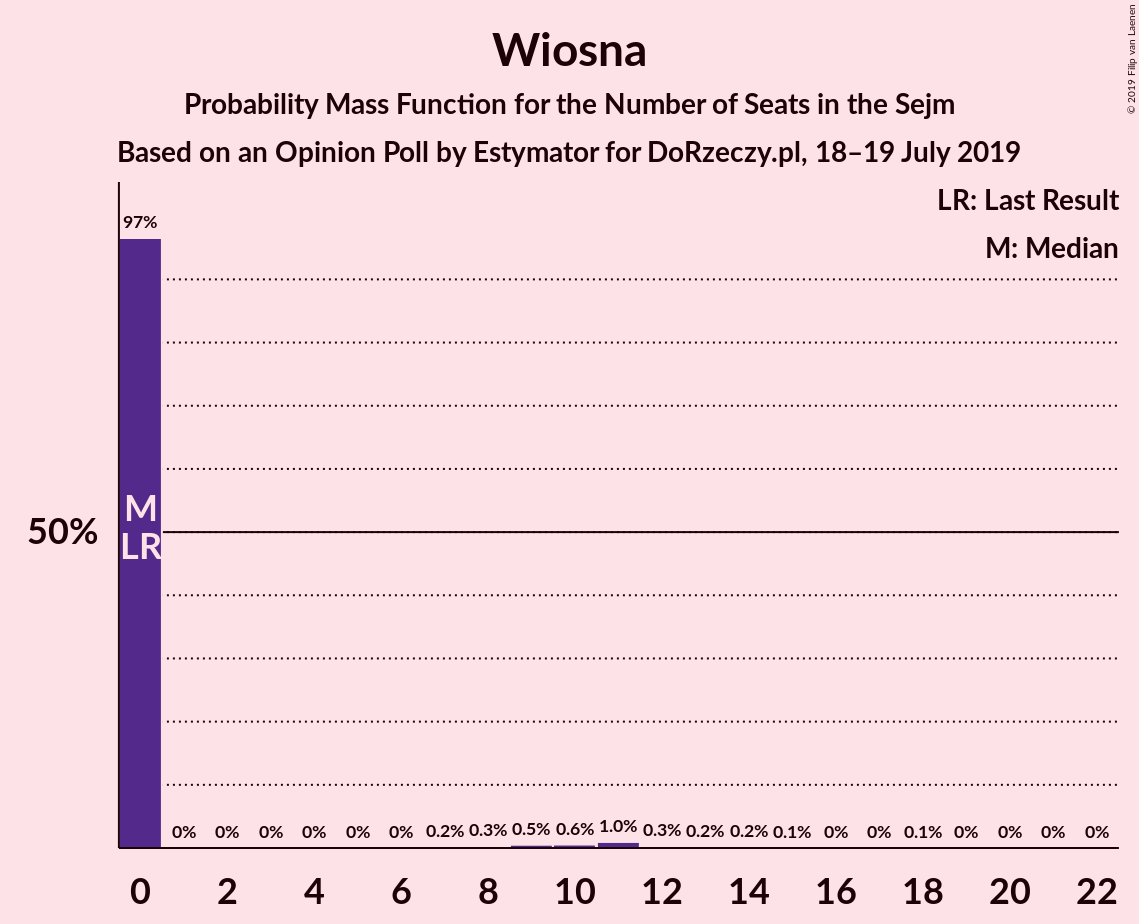 Wiosna
Probability Mass Function for the Number of Seats in the Sejm
Based on an Opinion Poll by Estymator for DoRzeczy.pl, 18–19 July 2019
© 2019 Filip van Laenen
LR: Last Result
M: Median
97%
M
LR
50%
0% 0% 0% 0% 0% 0% 0.2% 0.3% 0.5% 0.6% 1.0% 0.3% 0.2% 0.2% 0.1% 0% 0% 0.1% 0% 0% 0% 0%
0 2 4 6 8 10 12 14 16 18 20 22